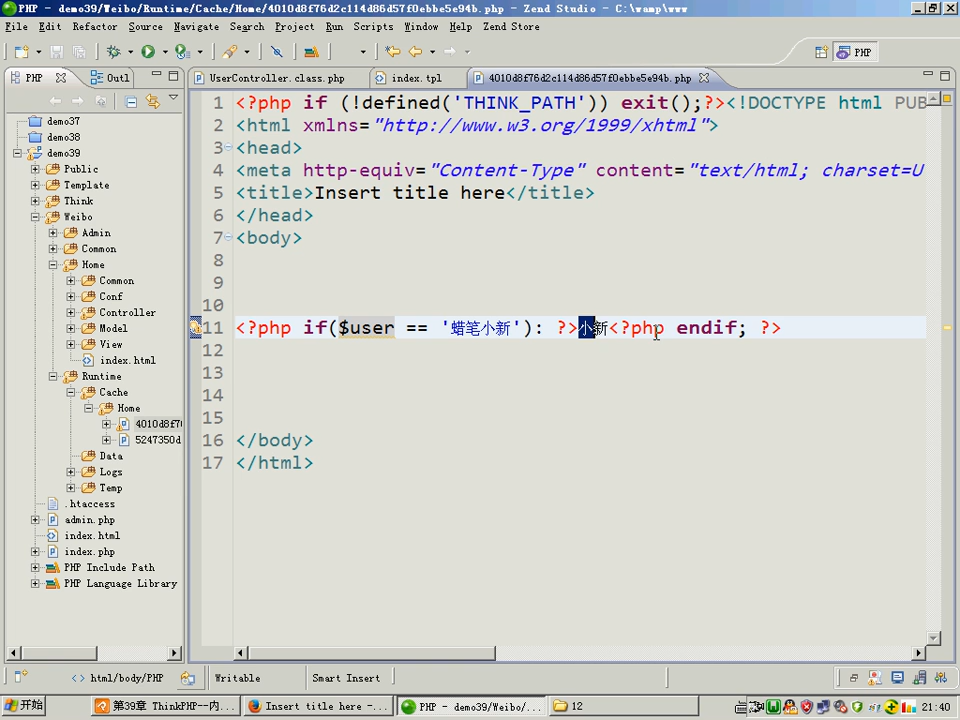 PHP - demo39/Weibo/Runtime/Cache/Home/4010d8f76d2c114d86d57f0ebbe5e94b.php - Zend Studio - C:\wamp\www
File Edit Refactor Source Navigate Search Project Run Scripts Window Help Zend Store
PHP
PHP Outl
UserController.class.php index.tpl 4010d8f76d2c114d86d57f0ebbe5e94b.php
demo37
demo38
demo39
Public
Template
Think
Weibo
Admin
Common
Home
Common
Conf
Controller
Model
View
index.html
Runtime
Cache
Home
4010d8f76
5247350d
Data
Logs
Temp
.htaccess
admin.php
index.html
index.php
PHP Include Path
PHP Language Library
1 <?php if (!defined('THINK_PATH')) exit();?><!DOCTYPE html PUB
2 <html xmlns="http://www.w3.org/1999/xhtml">
3 <head>
4 <meta http-equiv="Content-Type" content="text/html; charset=U
5 <title>Insert title here</title>
6 </head>
7 <body>
8
9
10
11 <?php if($user == '蜡笔小新'): ?>小新<?php endif; ?>
12
13
14
15
16 </body>
17 </html>
<> html/body/PHP Writable Smart Insert
开始 第39章 ThinkPHP--内... Insert title here -... PHP - demo39/Weibo/... 12 21:40